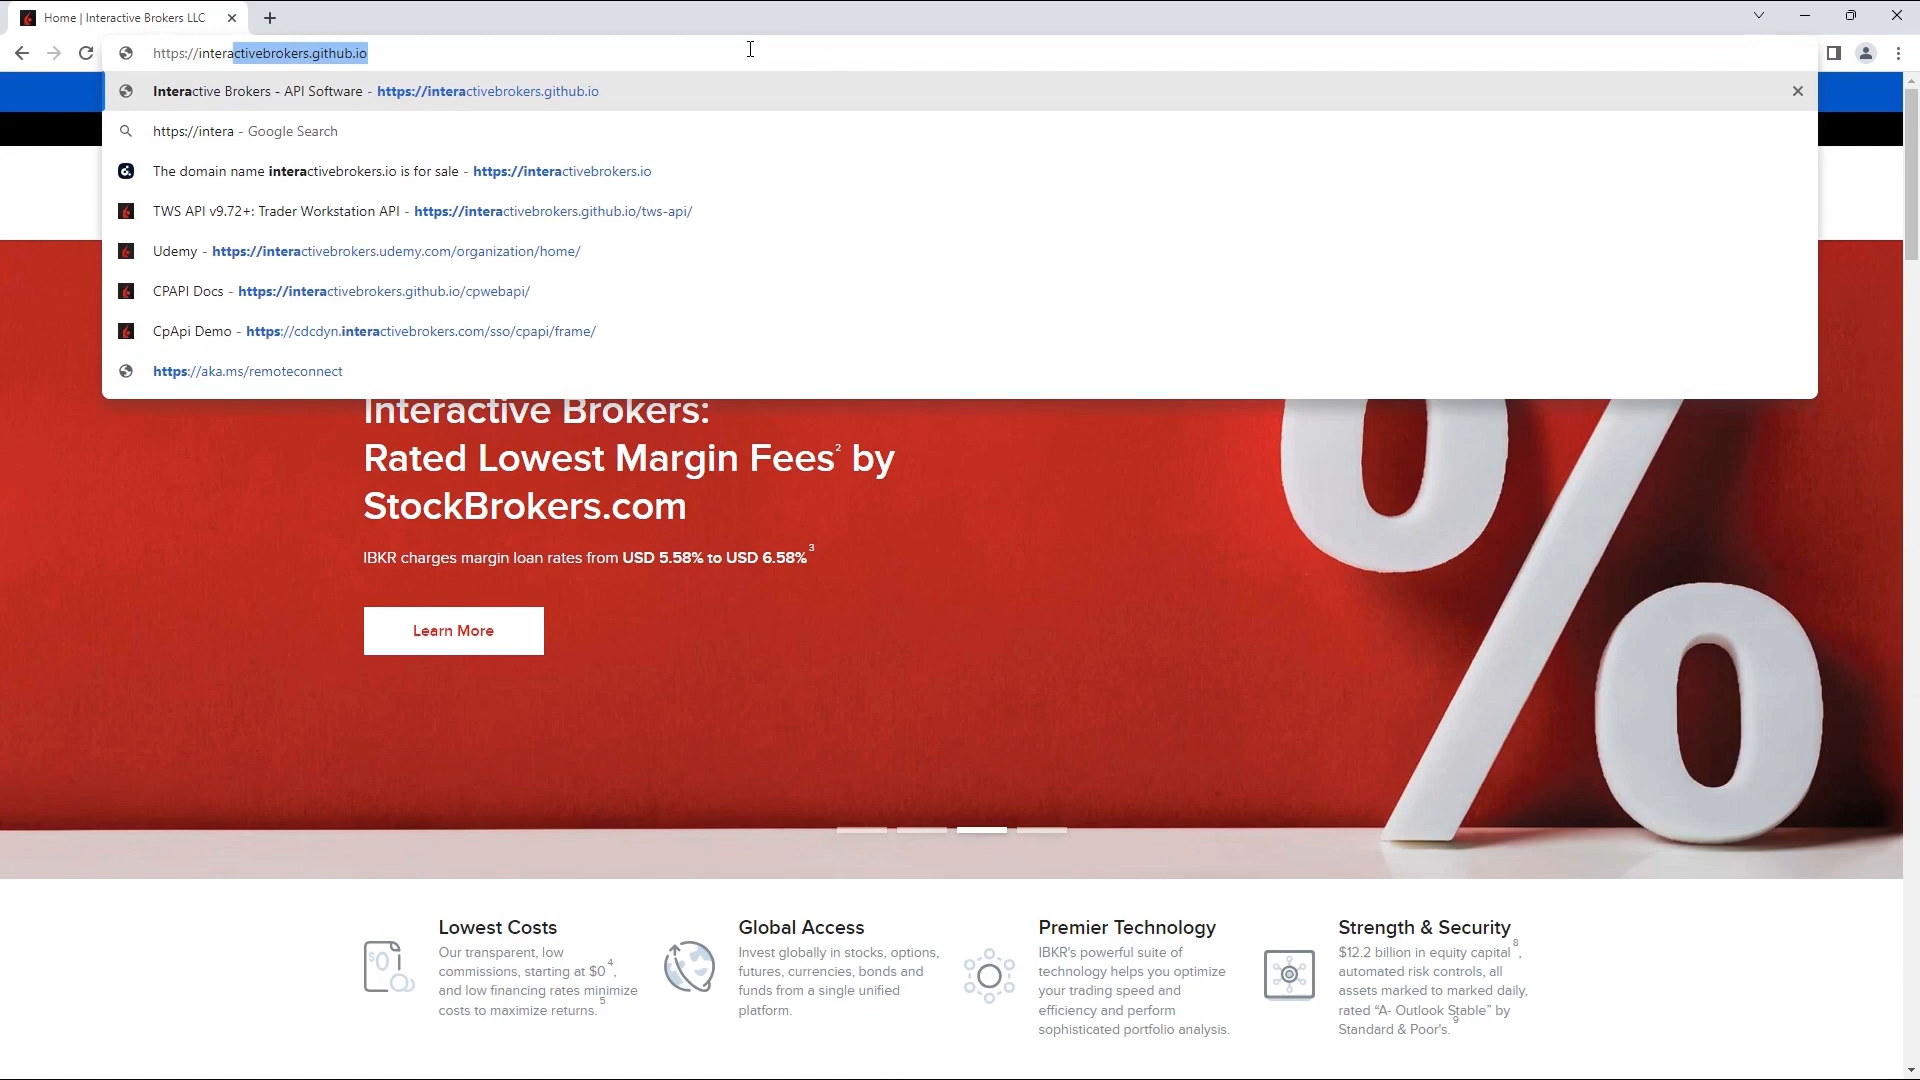 Home | Interactive Brokers LLC
https://interactivebrokers.github.io
Interactive Brokers - API Software - https://interactivebrokers.github.io
https://intera - Google Search
The domain name interactivebrokers.io is for sale - https://interactivebrokers.io
TWS API v9.72+: Trader Workstation API - https://interactivebrokers.github.io/tws-api/
Udemy - https://interactivebrokers.udemy.com/organization/home/
CPAPI Docs - https://interactivebrokers.github.io/cpwebapi/
CpApi Demo - https://cdcdyn.interactivebrokers.com/sso/cpapi/frame/
https://aka.ms/remoteconnect
Interactive Brokers:
Rated Lowest Margin Fees² by
StockBrokers.com
IBKR charges margin loan rates from USD 5.58% to USD 6.58%³
Learn More
Lowest Costs
Our transparent, low
commissions, starting at $0⁴,
and low financing rates minimize
costs to maximize returns.⁵
Global Access
Invest globally in stocks, options,
futures, currencies, bonds and
funds from a single unified
platform.
Premier Technology
IBKR's powerful suite of
technology helps you optimize
your trading speed and
efficiency and perform
sophisticated portfolio analysis.
Strength & Security
$12.2 billion in equity capital⁸,
automated risk controls, all
assets marked to marked daily,
rated “A- Outlook Stable” by
Standard & Poor's.⁹